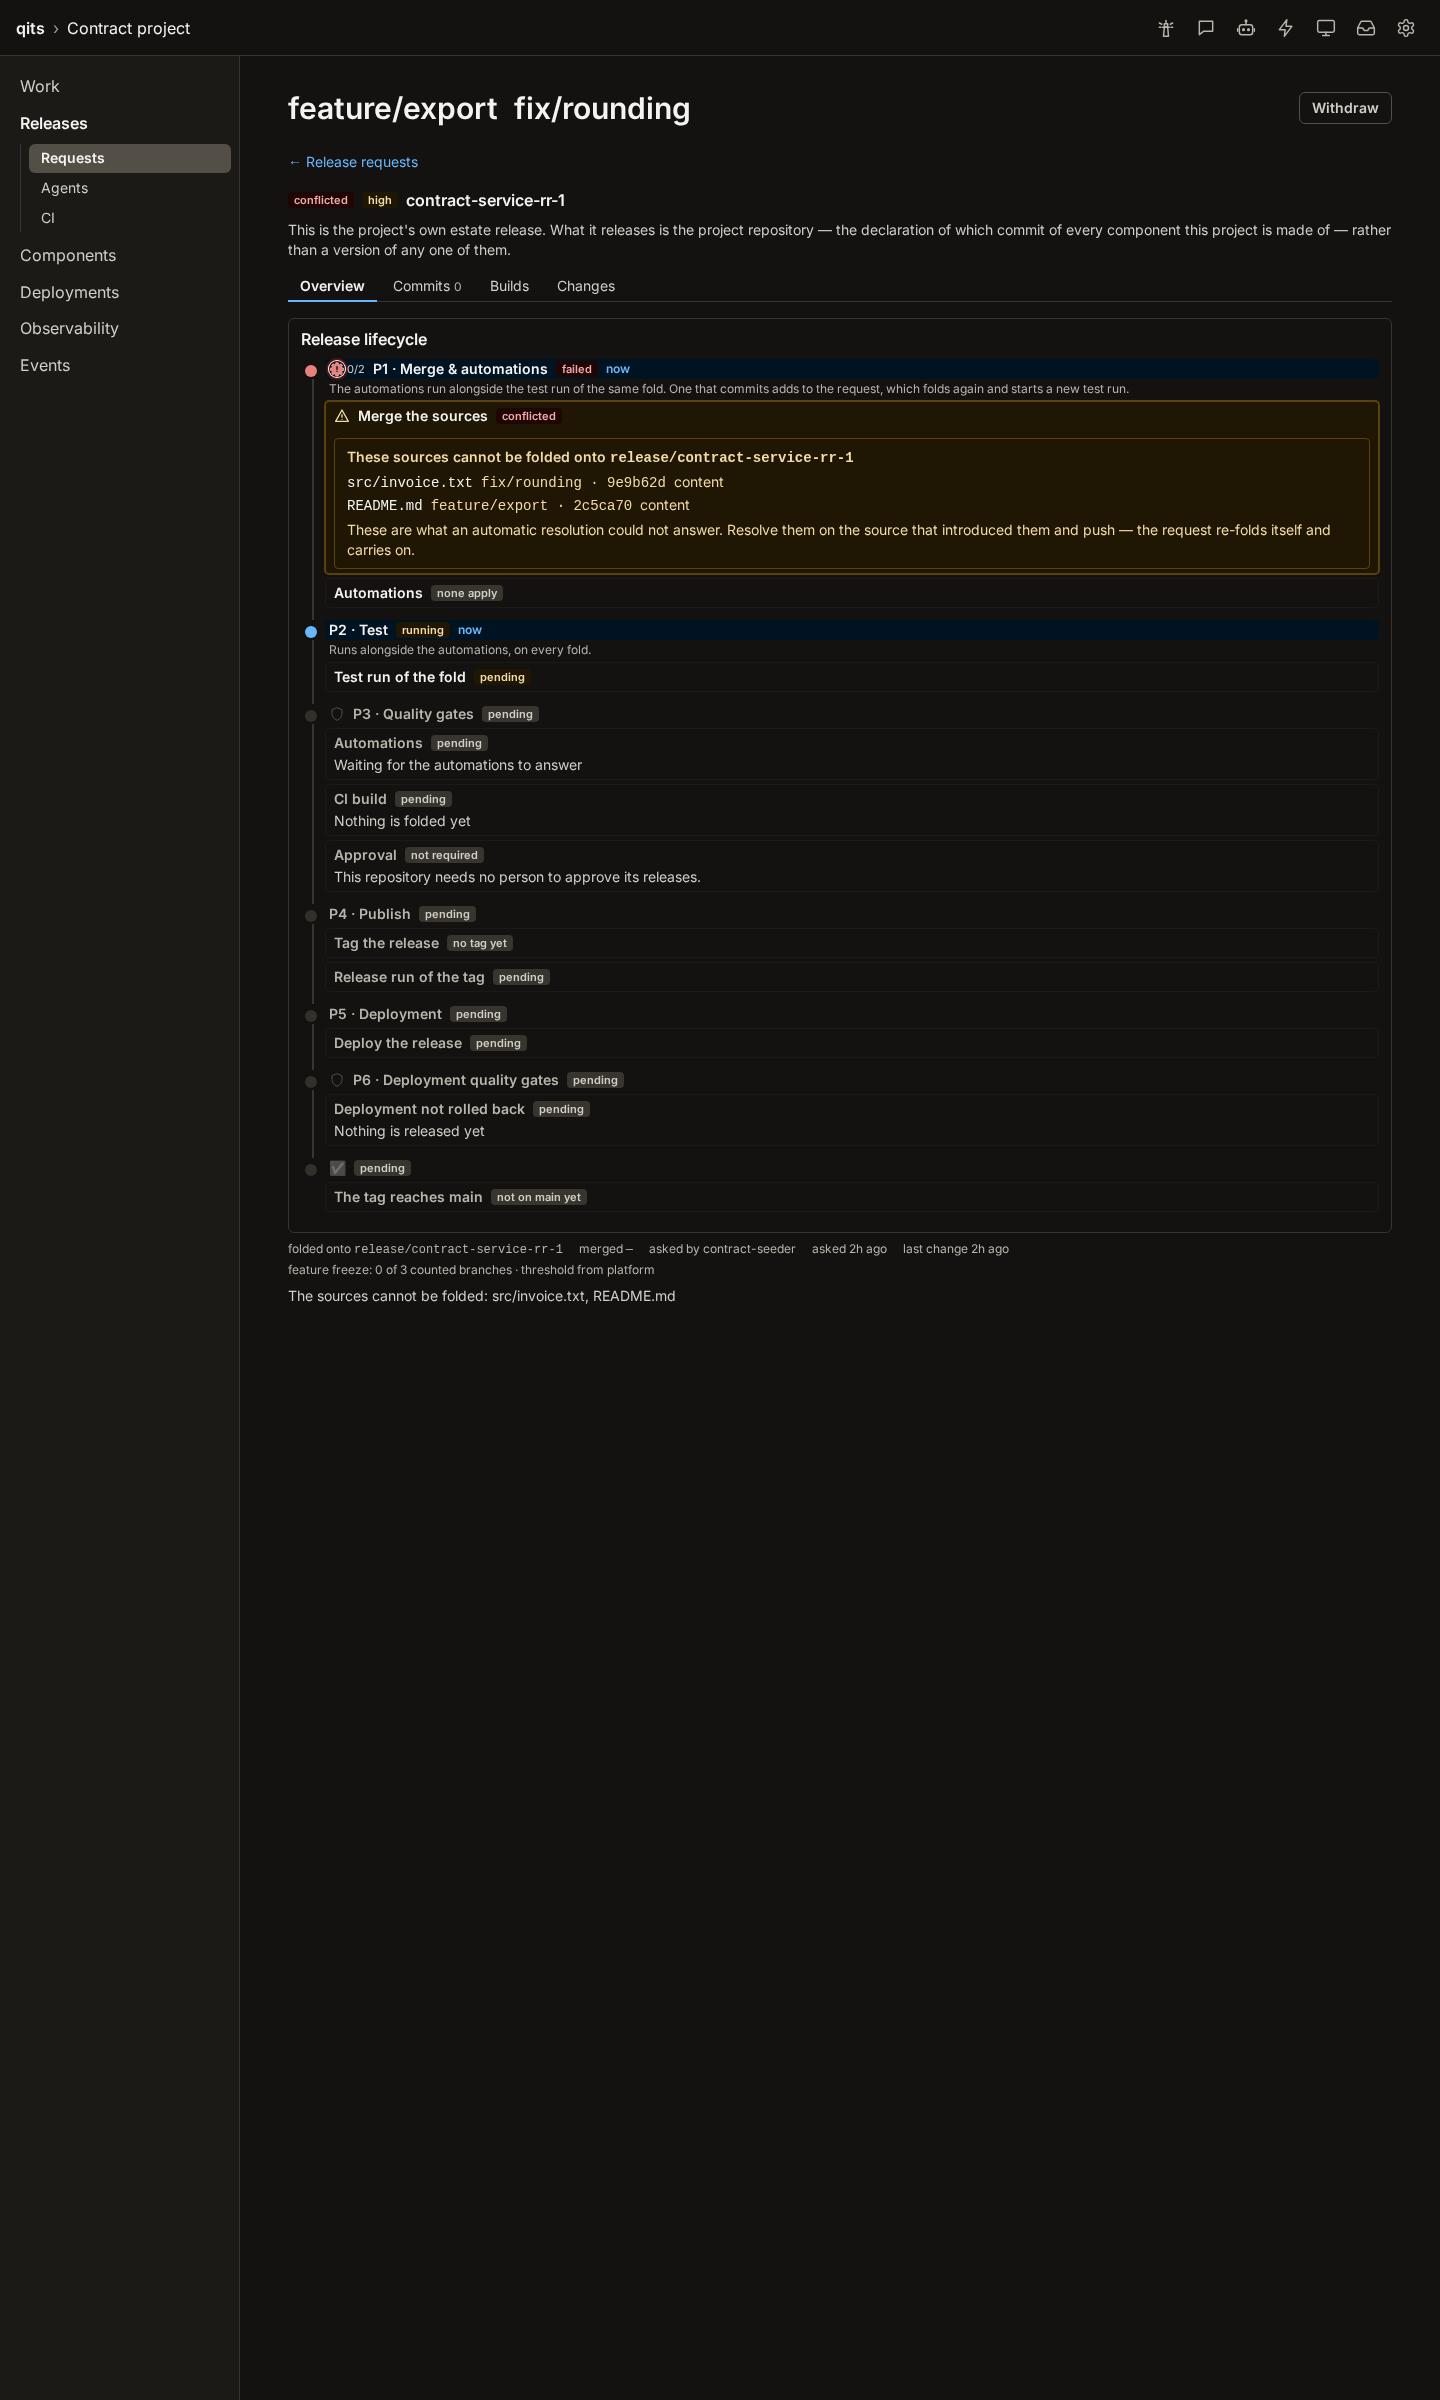 qits › Contract project
Work
Releases
Requests
Agents
CI
Components
Deployments
Observability
Events
feature/export fix/rounding
Withdraw
← Release requests
conflicted high contract-service-rr-1
This is the project's own estate release. What it releases is the project repository — the declaration of which commit of every component this project is made of — rather
than a version of any one of them.
Overview Commits 0 Builds Changes
Release lifecycle
0/2 P1 · Merge & automations failed now
The automations run alongside the test run of the same fold. One that commits adds to the request, which folds again and starts a new test run.
Merge the sources conflicted
These sources cannot be folded onto release/contract-service-rr-1
src/invoice.txt fix/rounding · 9e9b62d content
README.md feature/export · 2c5ca70 content
These are what an automatic resolution could not answer. Resolve them on the source that introduced them and push — the request re-folds itself and
carries on.
Automations none apply
P2 · Test running now
Runs alongside the automations, on every fold.
Test run of the fold pending
P3 · Quality gates pending
Automations pending
Waiting for the automations to answer
CI build pending
Nothing is folded yet
Approval not required
This repository needs no person to approve its releases.
P4 · Publish pending
Tag the release no tag yet
Release run of the tag pending
P5 · Deployment pending
Deploy the release pending
P6 · Deployment quality gates pending
Deployment not rolled back pending
Nothing is released yet
✅ pending
The tag reaches main not on main yet
folded onto release/contract-service-rr-1 merged — asked by contract-seeder asked 2h ago last change 2h ago
feature freeze: 0 of 3 counted branches · threshold from platform
The sources cannot be folded: src/invoice.txt, README.md